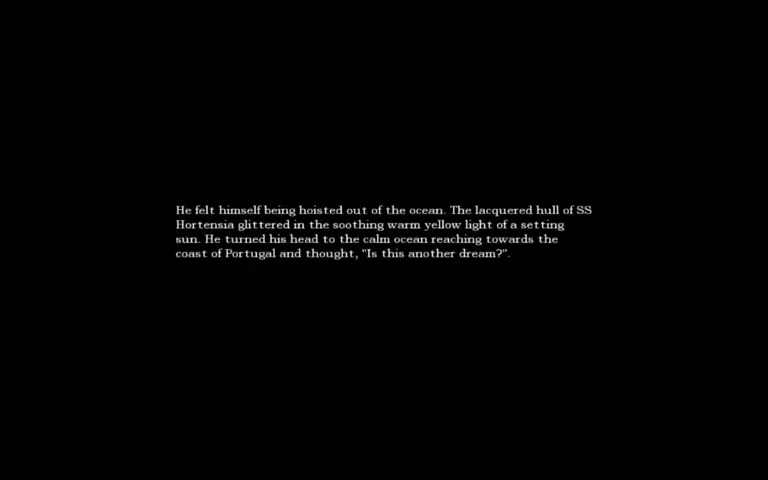 He felt himself being hoisted out of the ocean. The lacquered hull of SS
Hortensia glittered in the soothing warm yellow light of a setting
sun. He turned his head to the calm ocean reaching towards the
coast of Portugal and thought, "Is this another dream?".